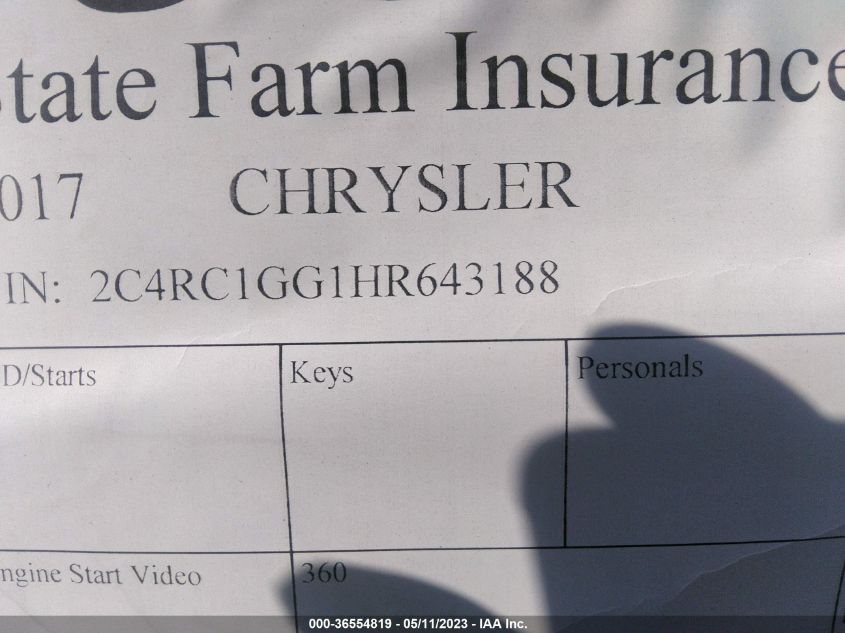 State Farm Insurance
017 CHRYSLER
IN: 2C4RC1GG1HR643188
D/Starts Keys Personals
ngine Start Video 360
000-36554819 - 05/11/2023 - IAA Inc.